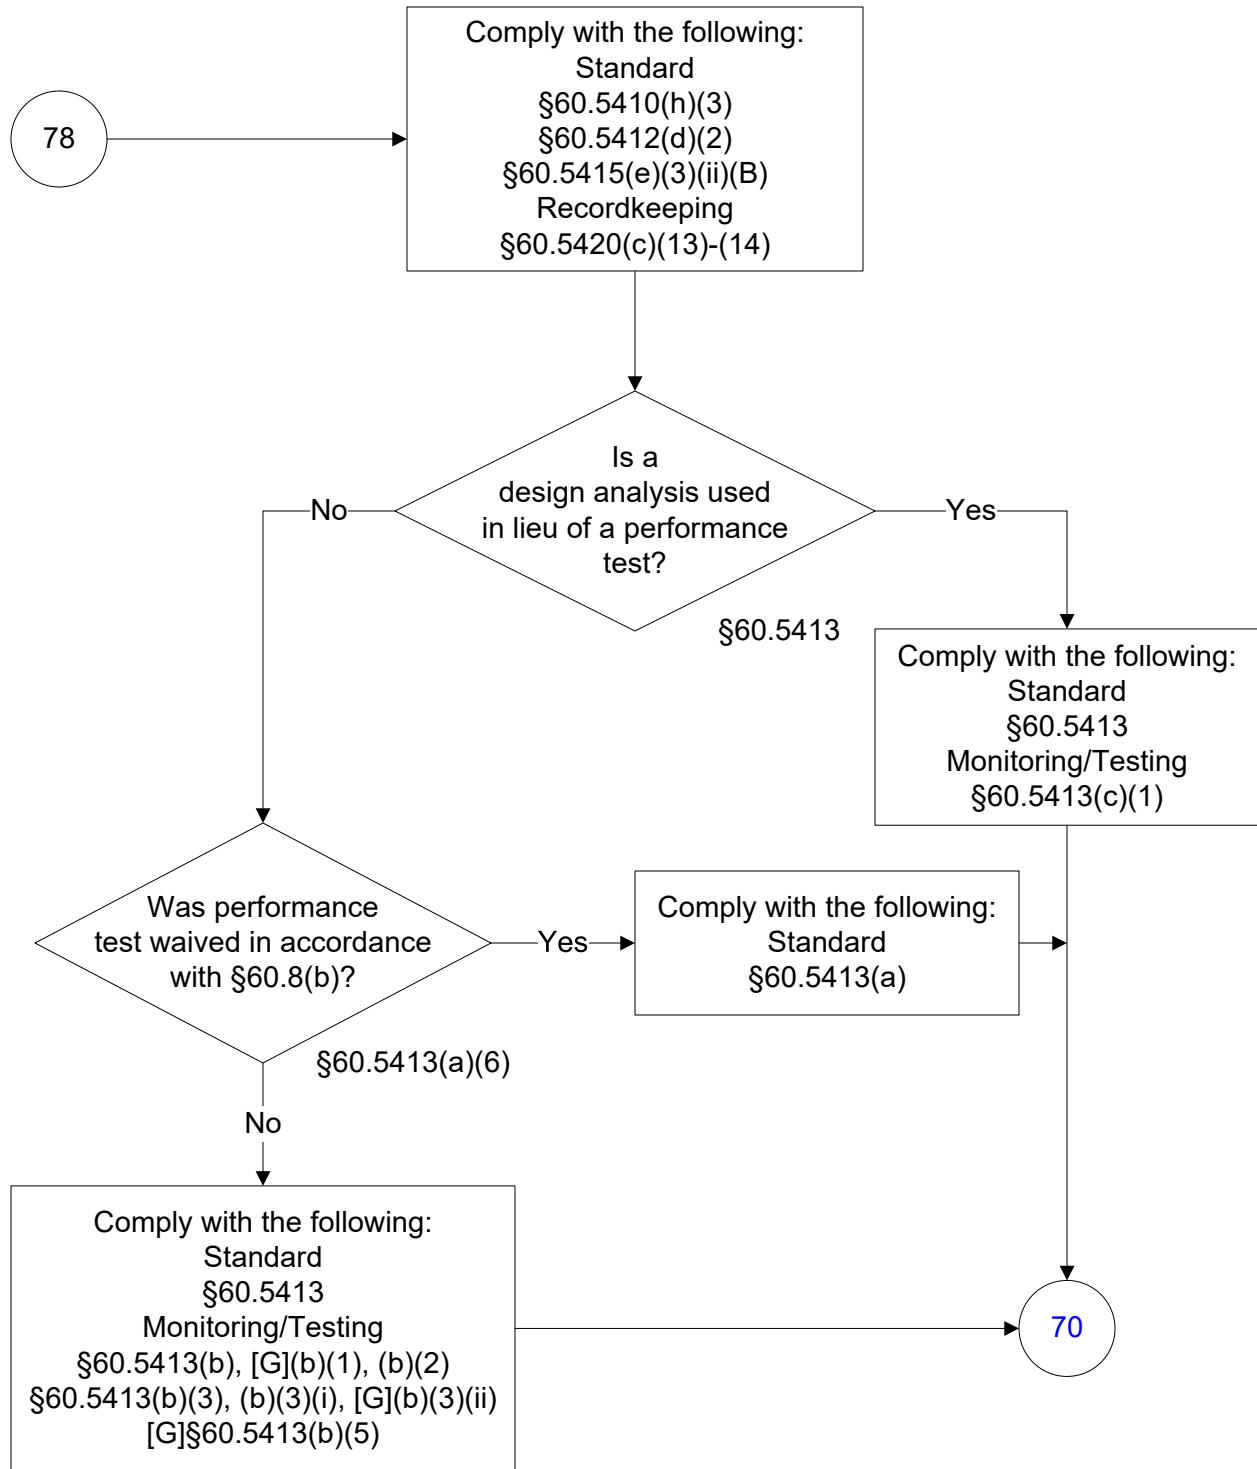 Comply with the following:
Standard
§60.5410(h)(3)
§60.5412(d)(2)
§60.5415(e)(3)(ii)(B)
Recordkeeping
§60.5420(c)(13)-(14)
78
Is a
design analysis used
in lieu of a performance
test?
No
Yes
§60.5413
Comply with the following:
Standard
§60.5413
Monitoring/Testing
§60.5413(c)(1)
Was performance
test waived in accordance
with §60.8(b)?
Yes
Comply with the following:
Standard
§60.5413(a)
§60.5413(a)(6)
No
Comply with the following:
Standard
§60.5413
Monitoring/Testing
§60.5413(b), [G](b)(1), (b)(2)
§60.5413(b)(3), (b)(3)(i), [G](b)(3)(ii)
[G]§60.5413(b)(5)
70